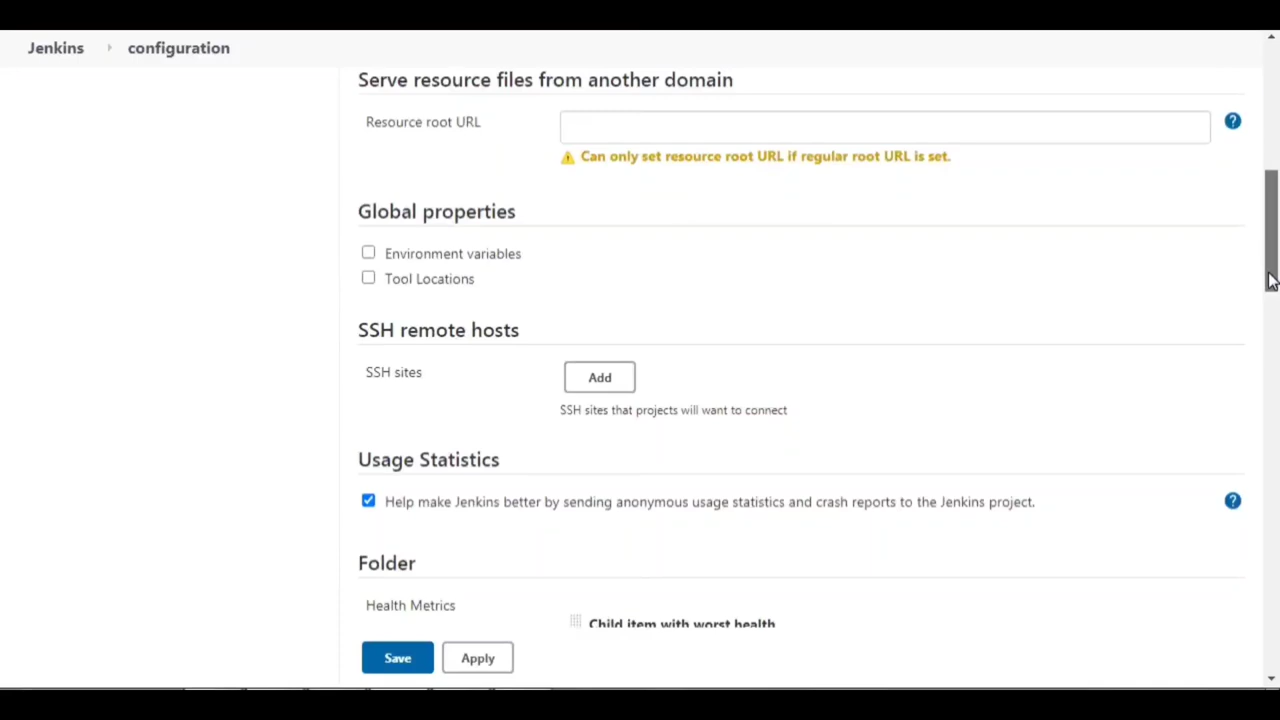 Jenkins configuration
Serve resource files from another domain
Resource root URL
?
Can only set resource root URL if regular root URL is set.
Global properties
Environment variables
Tool Locations
SSH remote hosts
SSH sites
Add
SSH sites that projects will want to connect
Usage Statistics
Help make Jenkins better by sending anonymous usage statistics and crash reports to the Jenkins project.
?
Folder
Health Metrics
Child item with worst health
Save Apply